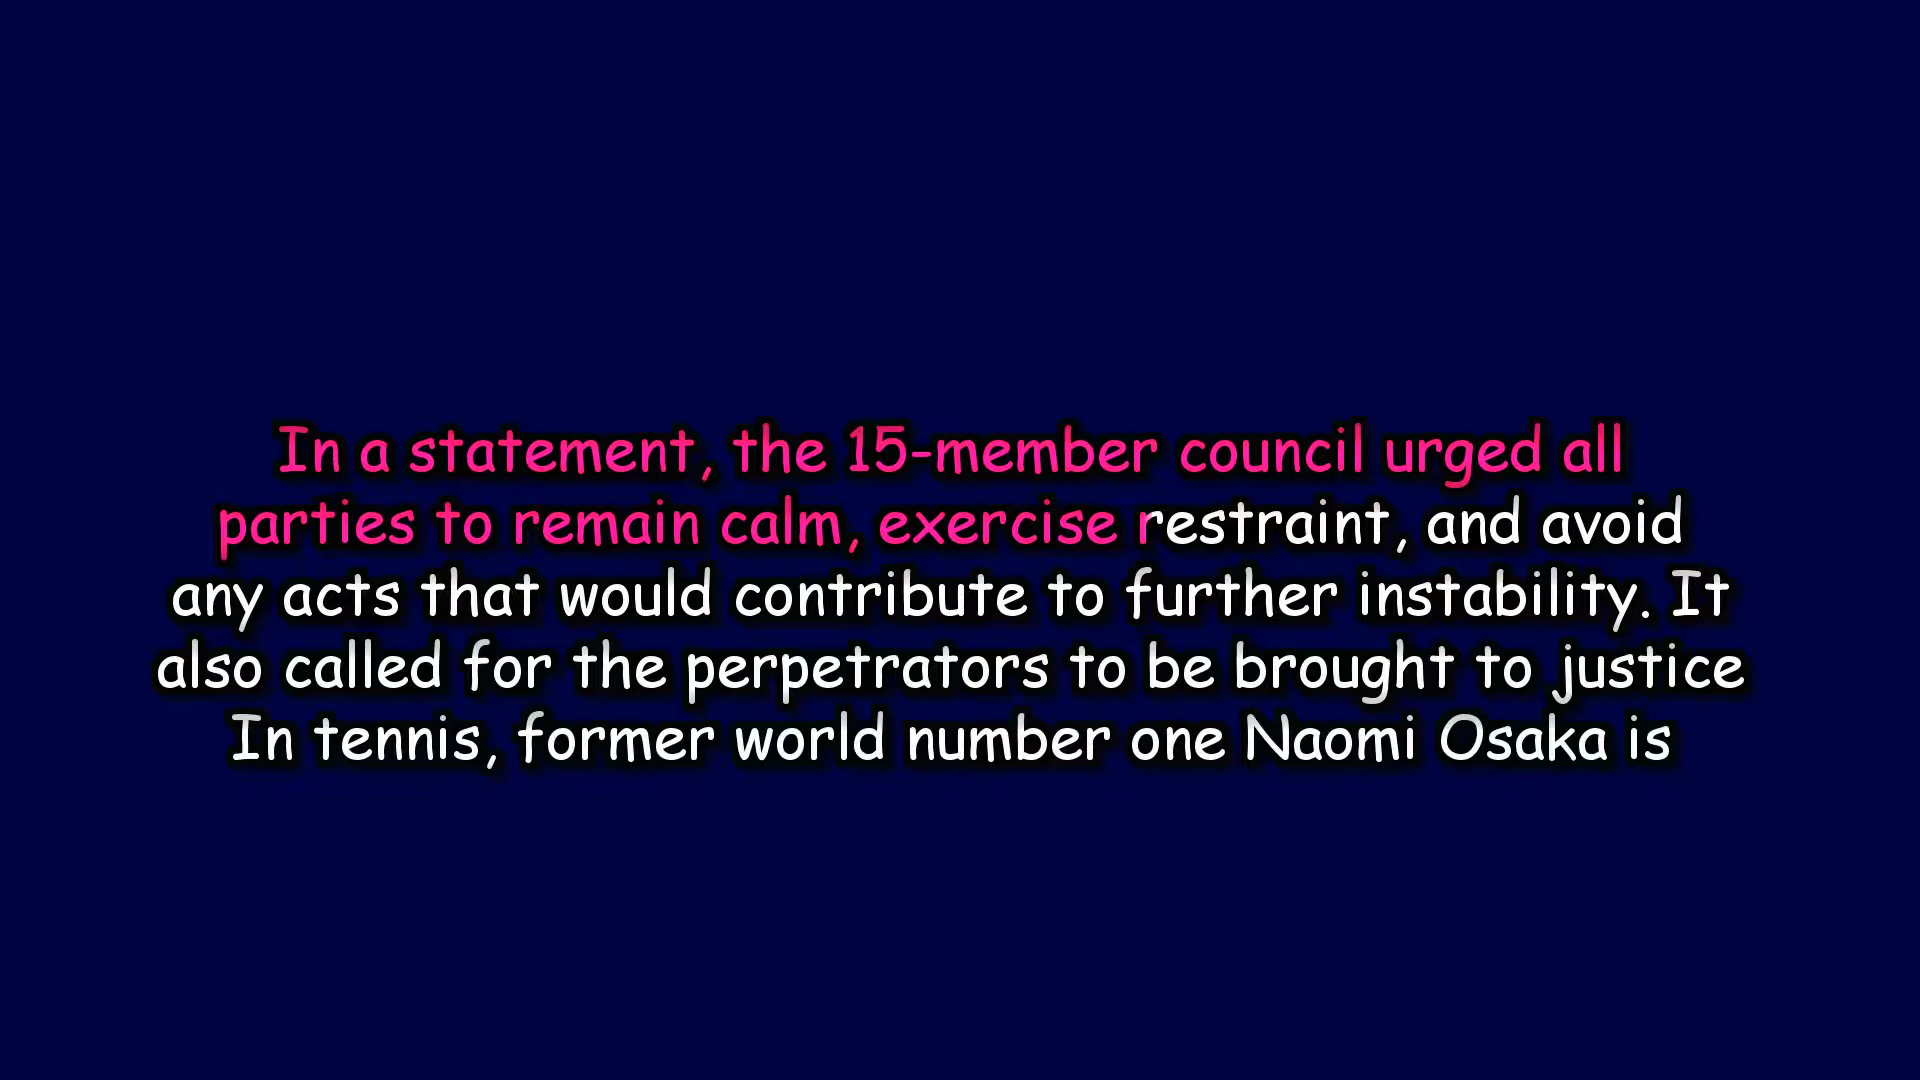 In a statement, the 15-member council urged all
parties to remain calm, exercise restraint, and avoid
any acts that would contribute to further instability. It
also called for the perpetrators to be brought to justice
In tennis, former world number one Naomi Osaka is